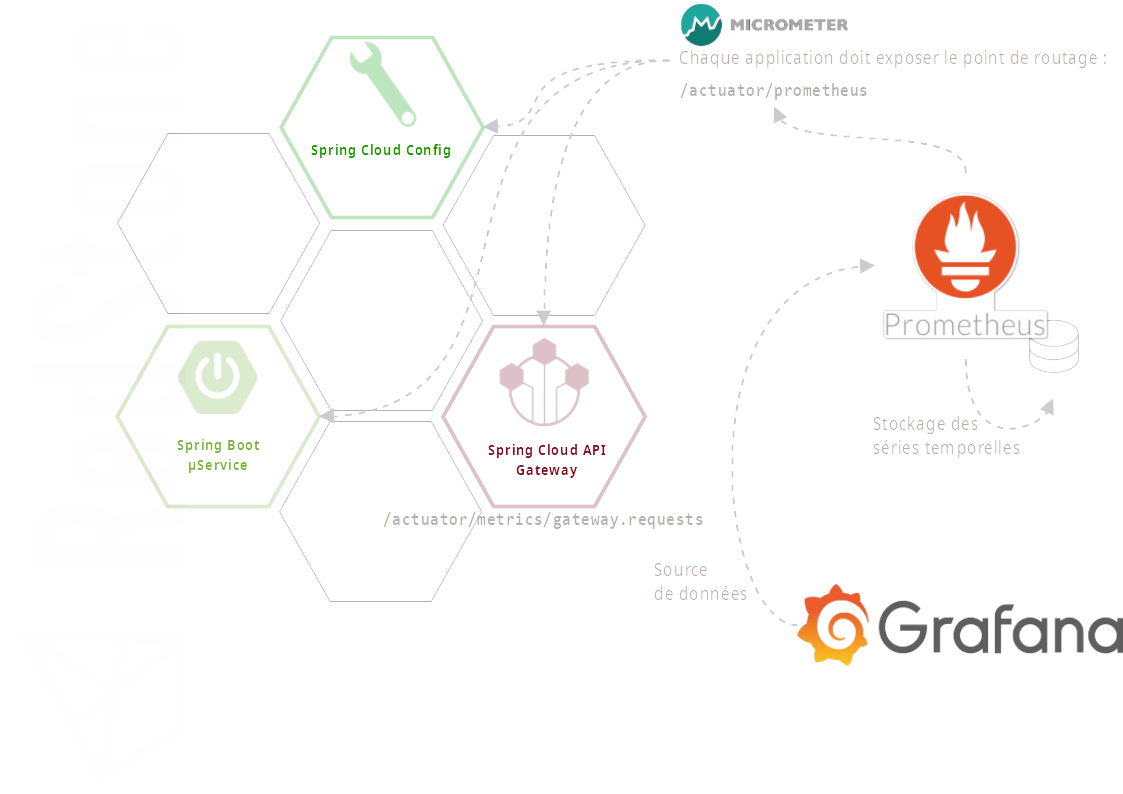 MICROMETER
Chaque application doit exposer le point de routage :
/actuator/prometheus
Spring Cloud Config
Prometheus
Spring Boot
µService
Spring Cloud API
Gateway
Stockage des
séries temporelles
/actuator/metrics/gateway.requests
Source
de données
Grafana